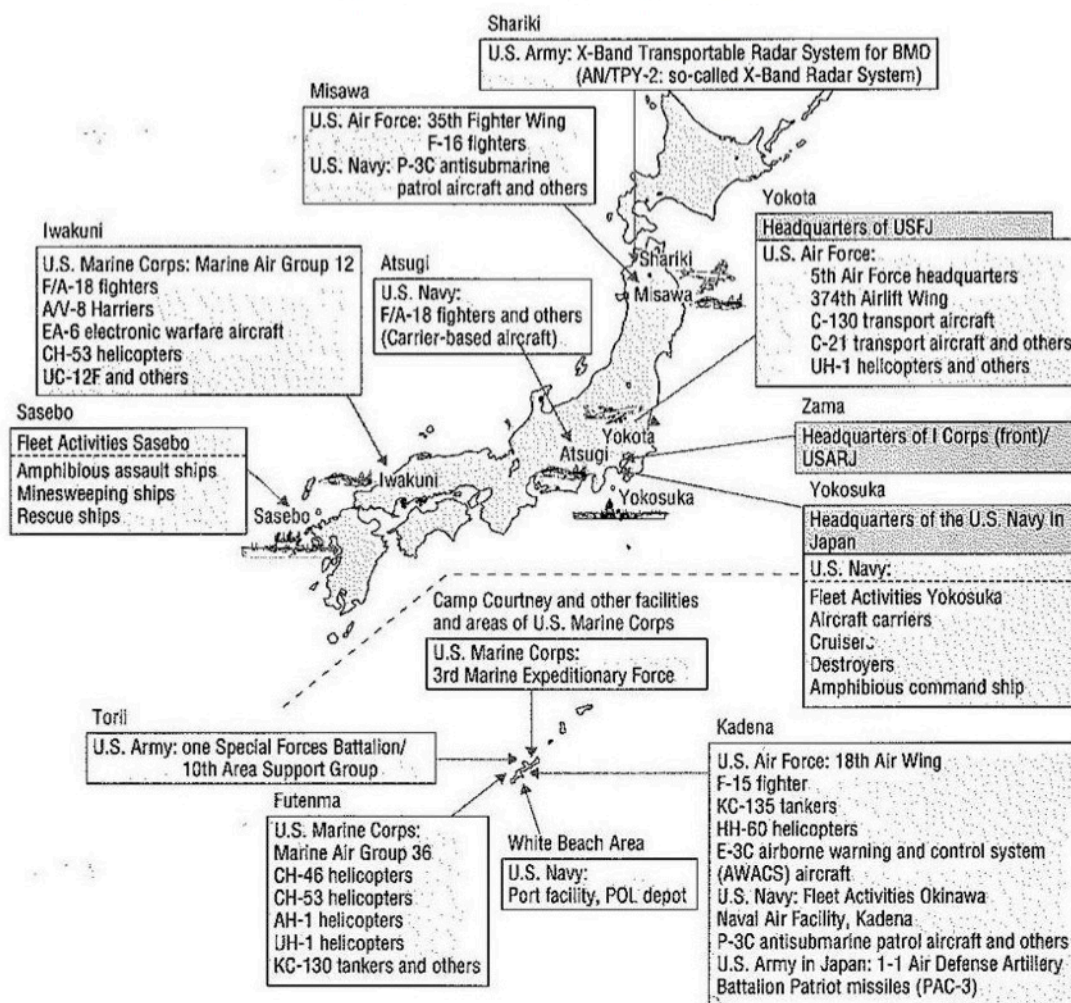 Shariki
U.S. Army: X-Band Transportable Radar System for BMD
(AN/TPY-2: so-called X-Band Radar System)
Misawa
U.S. Air Force: 35th Fighter Wing
F-16 fighters
U.S. Navy: P-3C antisubmarine
patrol aircraft and others
Yokota
Headquarters of USFJ
U.S. Air Force:
5th Air Force headquarters
374th Airlift Wing
C-130 transport aircraft
C-21 transport aircraft and others
UH-1 helicopters and others
Iwakuni
U.S. Marine Corps: Marine Air Group 12
F/A-18 fighters
A/V-8 Harriers
EA-6 electronic warfare aircraft
CH-53 helicopters
UC-12F and others
Atsugi
U.S. Navy:
F/A-18 fighters and others
(Carrier-based aircraft)
Shariki
Misawa
Sasebo
Fleet Activities Sasebo
Amphibious assault ships
Minesweeping ships
Rescue ships
Zama
Headquarters of I Corps (front)/
USARJ
Yokota
Atsugi
Iwakuni
Yokosuka
Sasebo
Yokosuka
Headquarters of the U.S. Navy in
Japan
U.S. Navy:
Fleet Activities Yokosuka
Aircraft carriers
Cruisers
Destroyers
Amphibious command ship
Camp Courtney and other facilities
and areas of U.S. Marine Corps
U.S. Marine Corps:
3rd Marine Expeditionary Force
Torii
U.S. Army: one Special Forces Battalion/
10th Area Support Group
Futenma
U.S. Marine Corps:
Marine Air Group 36
CH-46 helicopters
CH-53 helicopters
AH-1 helicopters
UH-1 helicopters
KC-130 tankers and others
White Beach Area
U.S. Navy:
Port facility, POL depot
Kadena
U.S. Air Force: 18th Air Wing
F-15 fighter
KC-135 tankers
HH-60 helicopters
E-3C airborne warning and control system
(AWACS) aircraft
U.S. Navy: Fleet Activities Okinawa
Naval Air Facility, Kadena
P-3C antisubmarine patrol aircraft and others
U.S. Army in Japan: 1-1 Air Defense Artillery
Battalion Patriot missiles (PAC-3)